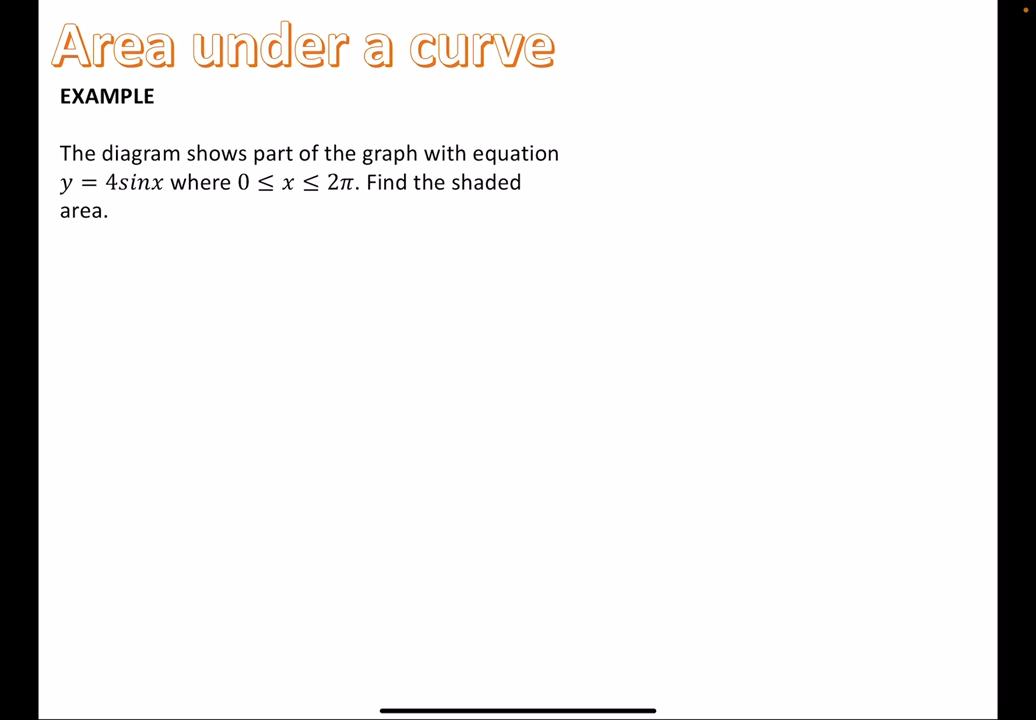 Area under a curve
EXAMPLE
The diagram shows part of the graph with equation
y = 4sinx where 0 ≤ x ≤ 2π. Find the shaded
area.